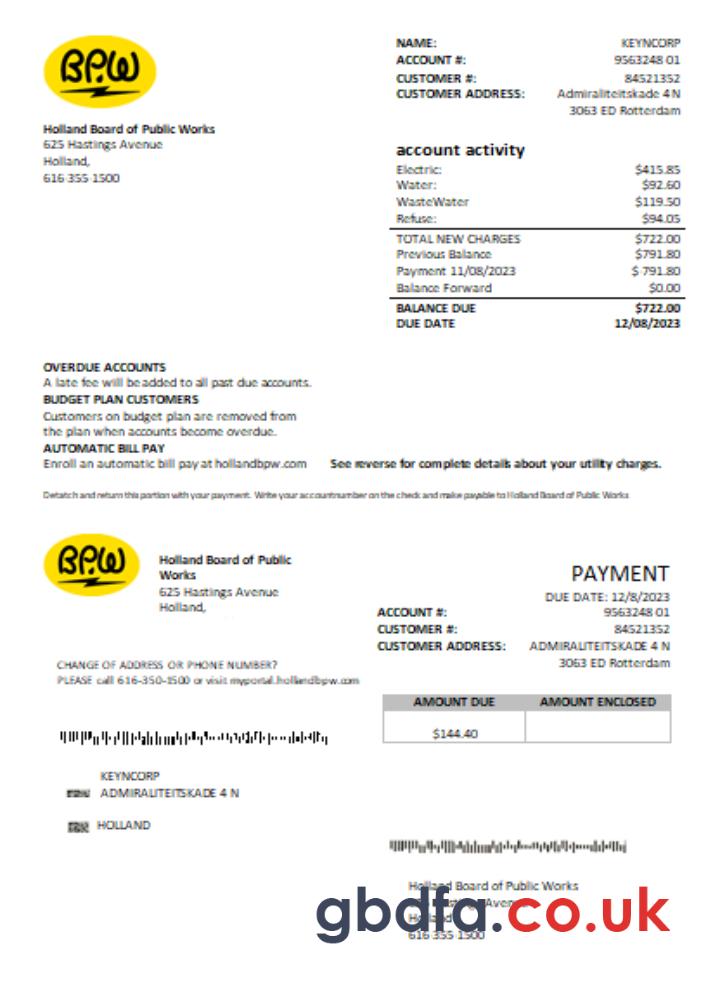 BPW
NAME: KEYNCORP
ACCOUNT #: 9563248 01
CUSTOMER #: 84521352
CUSTOMER ADDRESS: Admiraliteitskade 4 N
3063 ED Rotterdam
Holland Board of Public Works
625 Hastings Avenue
Holland,
616 355 1500
account activity
Electric: $415.85
Water: $92.60
WasteWater $119.50
Refuse: $94.05
TOTAL NEW CHARGES $722.00
Previous Balance $791.80
Payment 11/08/2023 $ 791.80
Balance Forward $0.00
BALANCE DUE $722.00
DUE DATE 12/08/2023
OVERDUE ACCOUNTS
A late fee will be added to all past due accounts.
BUDGET PLAN CUSTOMERS
Customers on budget plan are removed from
the plan when accounts become overdue.
AUTOMATIC BILL PAY
Enroll an automatic bill pay at hollandbpw.com See reverse for complete details about your utility charges.
Detatch and return this portion with your payment. Write your accountnumber on the check and make payable to Holland Board of Public Works
BPW
Holland Board of Public
Works
625 Hastings Avenue
Holland,
PAYMENT
DUE DATE: 12/8/2023
ACCOUNT #: 9563248 01
CUSTOMER #: 84521352
CUSTOMER ADDRESS: ADMIRALITEITSKADE 4 N
3063 ED Rotterdam
CHANGE OF ADDRESS OR PHONE NUMBER?
PLEASE call 616-350-1500 or visit myportal.hollandbpw.com
AMOUNT DUE AMOUNT ENCLOSED
$144.40
KEYNCORP
ADMIRALITEITSKADE 4 N
HOLLAND
Holland Board of Public Works
Hastings Avenue
Holland
616 355 1500
gbdfa.co.uk